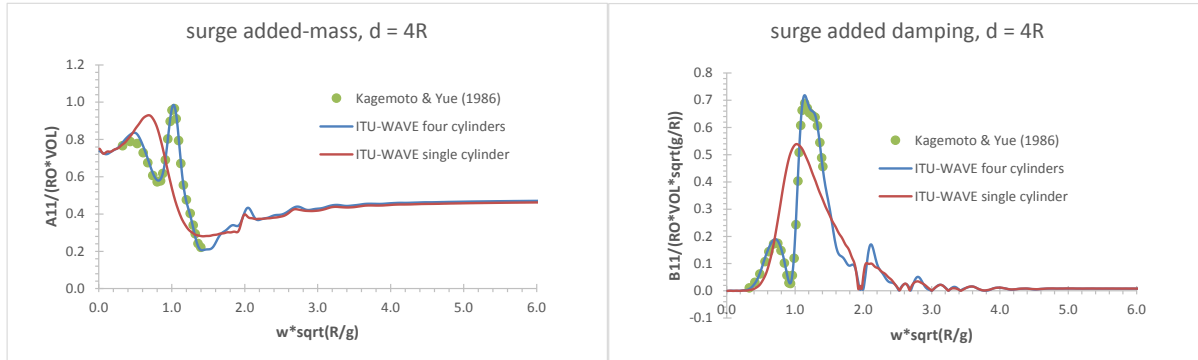 surge added-mass, d = 4R
A11/(RO*VOL)
1.2
1.0
0.8
0.6
0.4
0.2
0.0
0.0 1.0 2.0 3.0 4.0 5.0 6.0
w*sqrt(R/g)
Kagemoto & Yue (1986)
ITU-WAVE four cylinders
ITU-WAVE single cylinder
surge added damping, d = 4R
B11/(RO*VOL*sqrt(g/R))
0.8
0.7
0.6
0.5
0.4
0.3
0.2
0.1
0.0
-0.1
0.0 1.0 2.0 3.0 4.0 5.0 6.0
w*sqrt(R/g)
Kagemoto & Yue (1986)
ITU-WAVE four cylinders
ITU-WAVE single cylinder